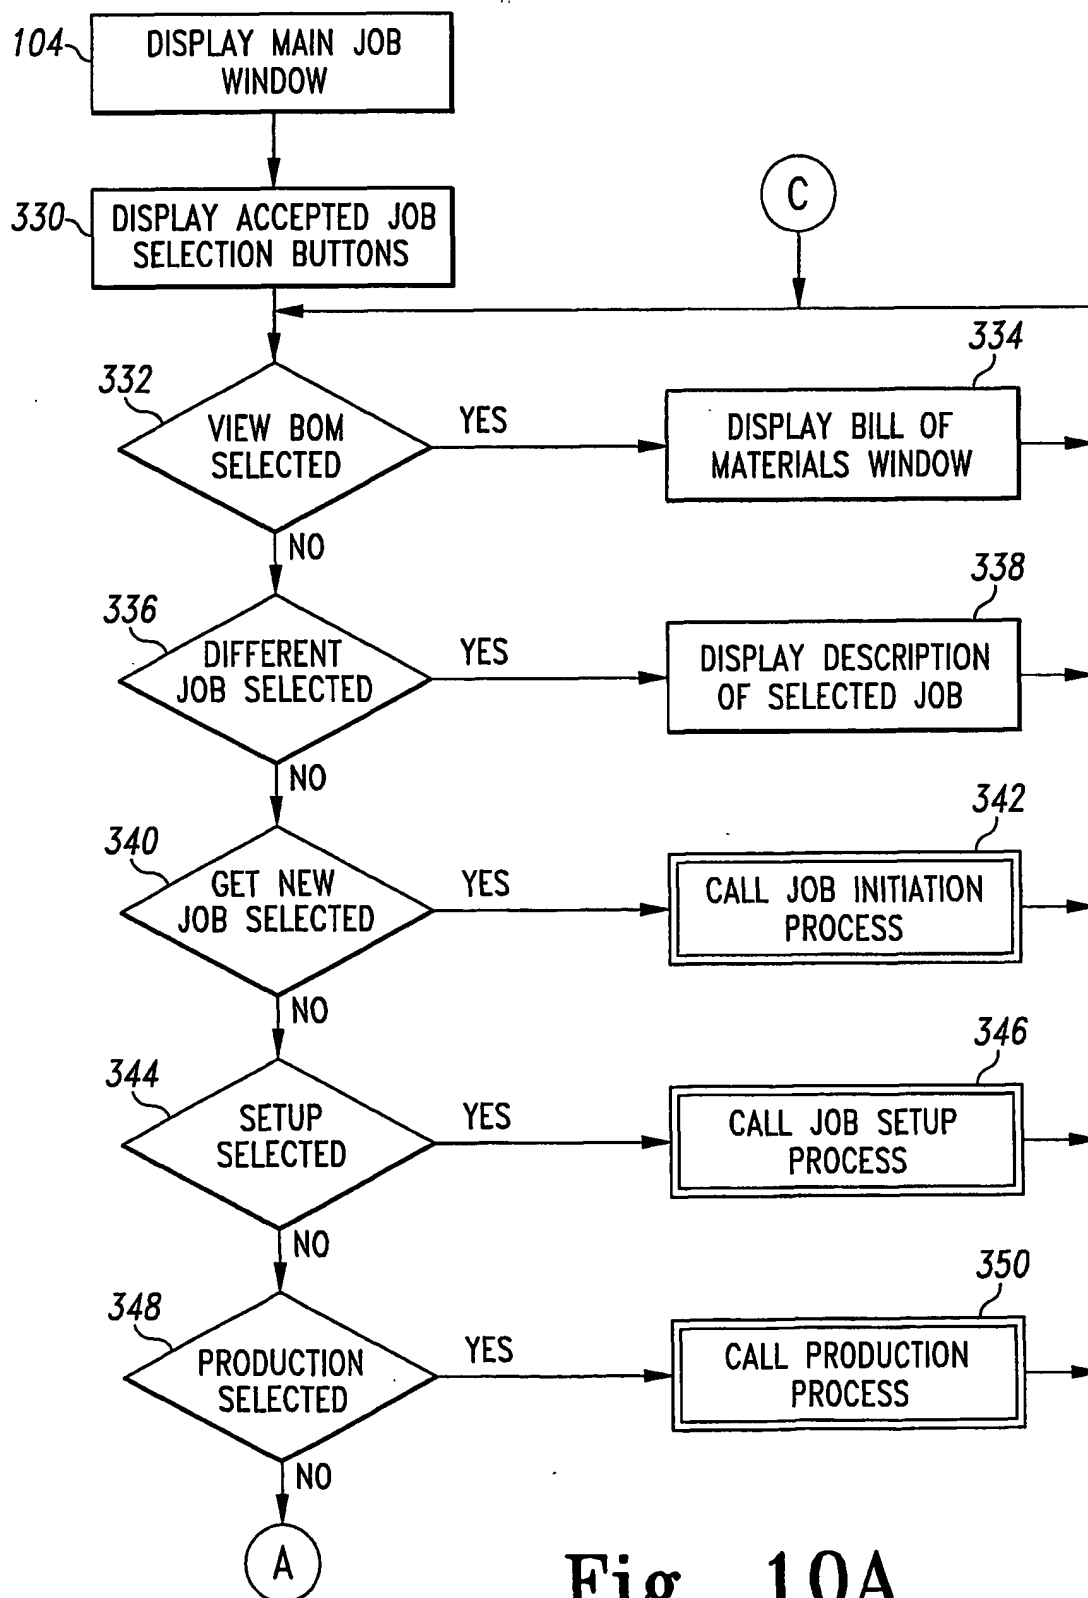 104
DISPLAY MAIN JOB
WINDOW
330
DISPLAY ACCEPTED JOB
SELECTION BUTTONS
C
332
VIEW BOM
SELECTED
YES
334
DISPLAY BILL OF
MATERIALS WINDOW
NO
336
DIFFERENT
JOB SELECTED
YES
338
DISPLAY DESCRIPTION
OF SELECTED JOB
NO
340
GET NEW
JOB SELECTED
YES
342
CALL JOB INITIATION
PROCESS
NO
344
SETUP
SELECTED
YES
346
CALL JOB SETUP
PROCESS
NO
348
PRODUCTION
SELECTED
YES
350
CALL PRODUCTION
PROCESS
NO
A
Fig. 10A